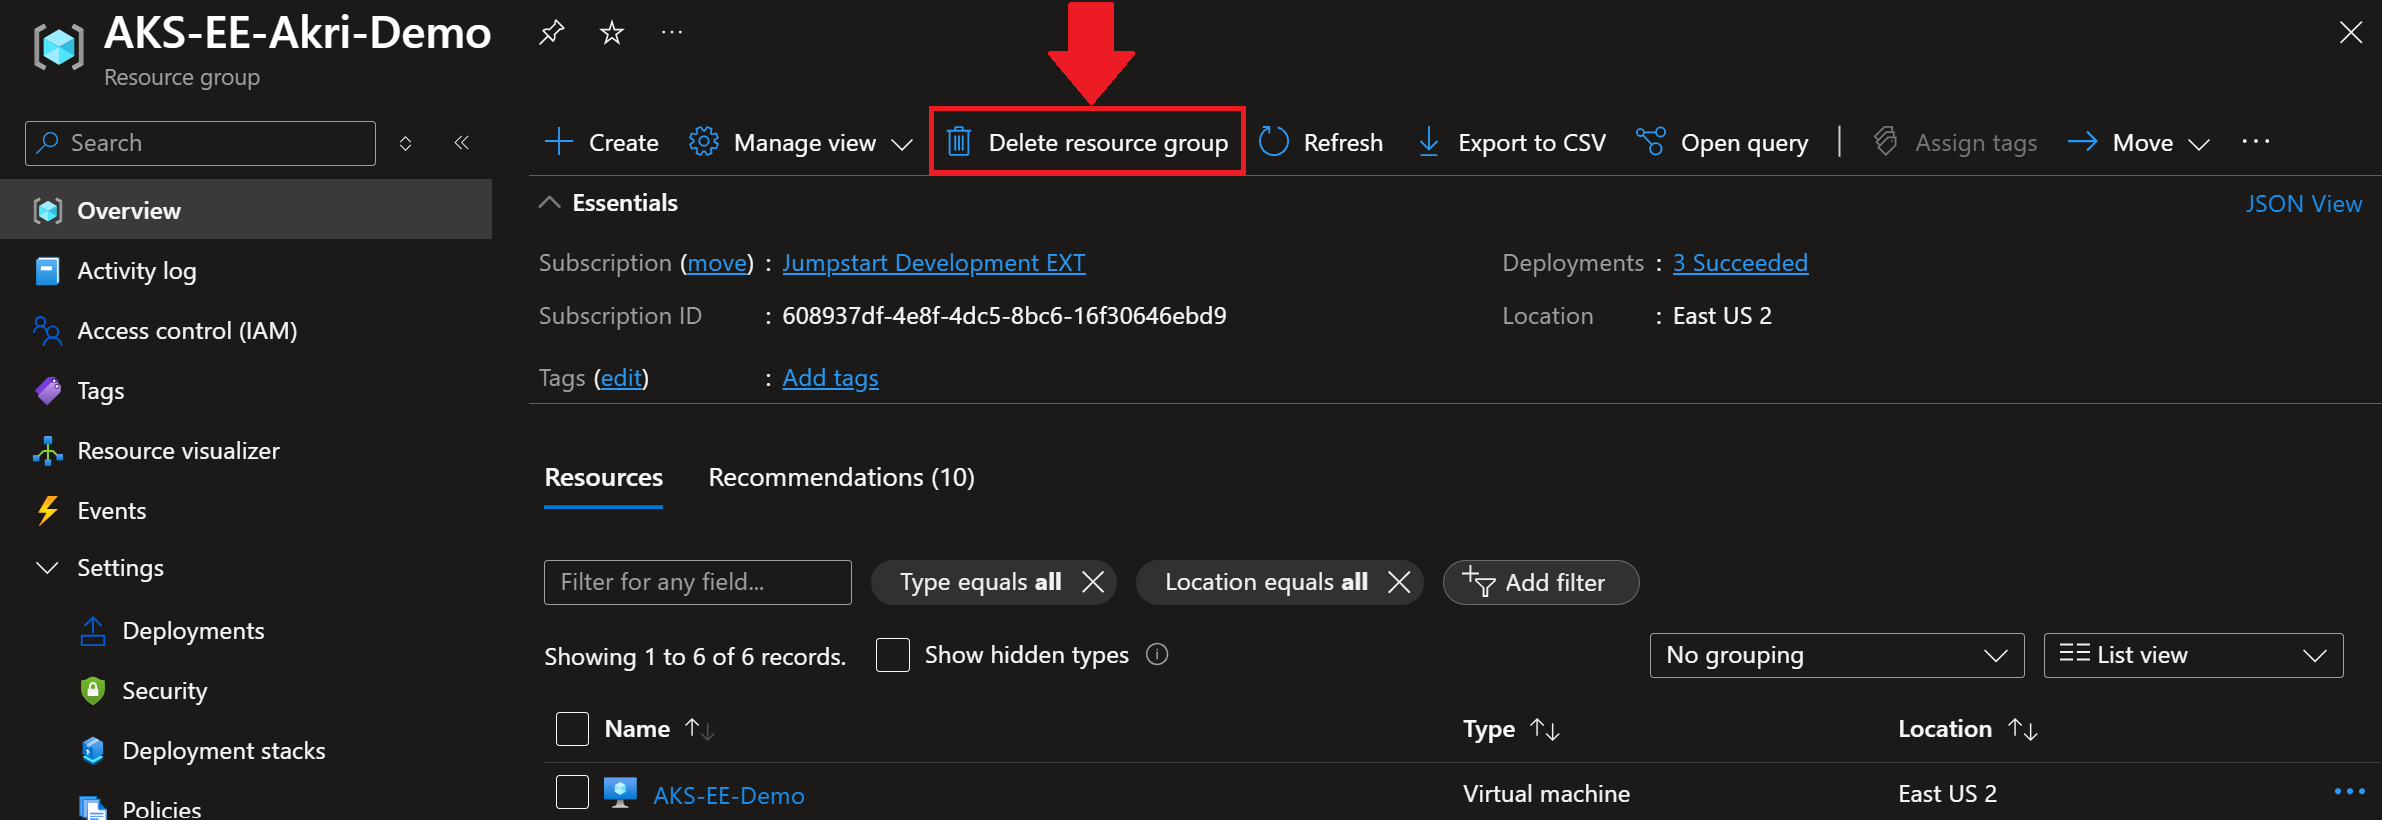 AKS-EE-Akri-Demo
Resource group
Search
Overview
Activity log
Access control (IAM)
Tags
Resource visualizer
Events
Settings
Deployments
Security
Deployment stacks
Policies
Create
Manage view
Delete resource group
Refresh
Export to CSV
Open query
Assign tags
Move
Essentials
JSON View
Subscription (move) : Jumpstart Development EXT
Deployments : 3 Succeeded
Subscription ID : 608937df-4e8f-4dc5-8bc6-16f30646ebd9
Location : East US 2
Tags (edit) : Add tags
Resources
Recommendations (10)
Filter for any field...
Type equals all
Location equals all
Add filter
Showing 1 to 6 of 6 records.
Show hidden types
No grouping
List view
Name
Type
Location
AKS-EE-Demo
Virtual machine
East US 2